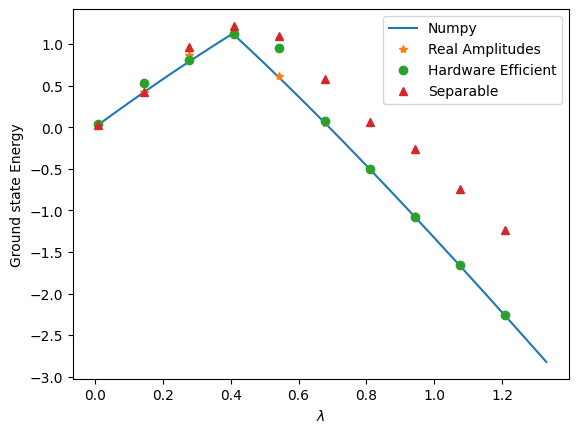 Numpy
Real Amplitudes
Hardware Efficient
Separable
Ground state Energy
1.0
0.5
0.0
−0.5
−1.0
−1.5
−2.0
−2.5
−3.0
0.0 0.2 0.4 0.6 0.8 1.0 1.2
λ